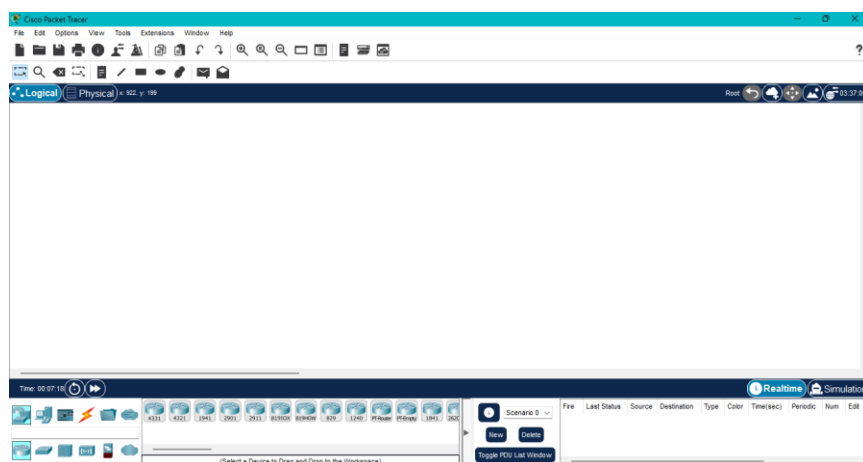 Cisco Packet Tracer
File Edit Options View Tools Extensions Window Help
?
Logical Physical x: 922, y: 199 Root 03:37:0
Time: 00:07:18 Realtime Simulation
4331 4321 1941 2901 2911 819IOX 819HGW 829 1240 PT-Router PT-Empty 1841 262
Scenario 0
Fire Last Status Source Destination Type Color Time(sec) Periodic Num Edit
New Delete
Toggle PDU List Window
(Select a Device to Drag and Drop to the Workspace)